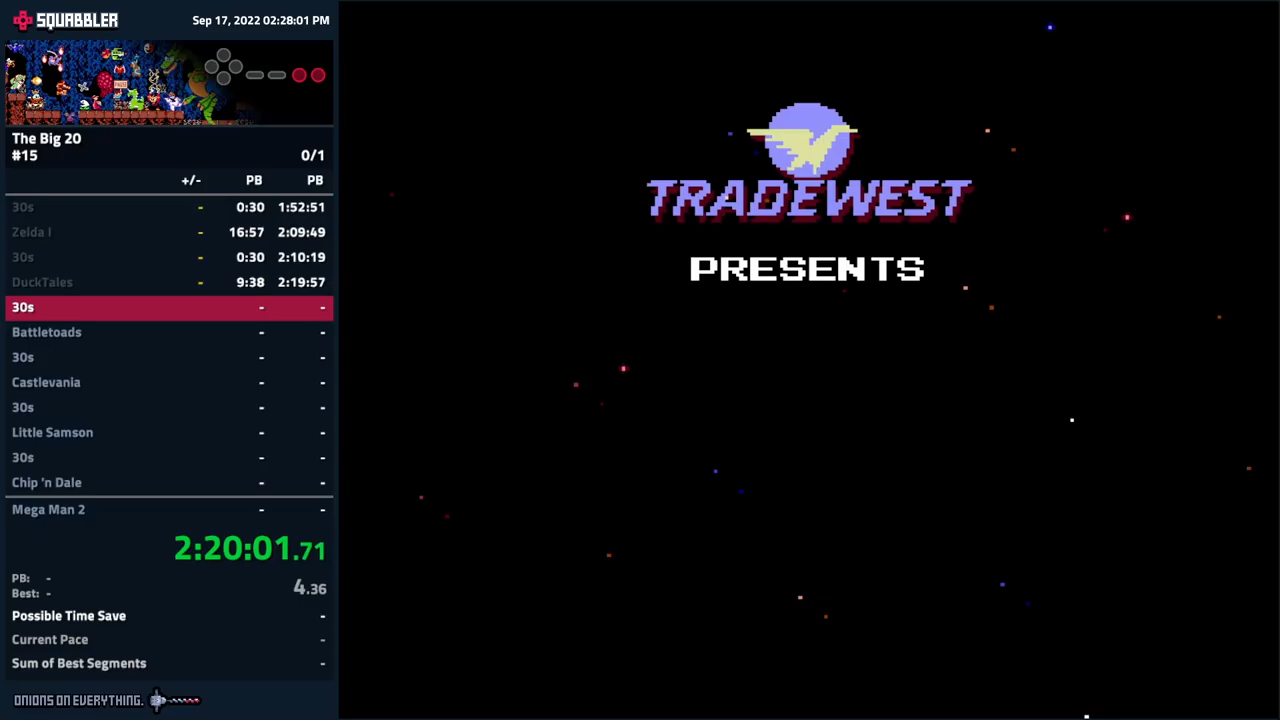 SQUABBLER
Sep 17, 2022 02:28:01 PM
The Big 20
#15 0/1
+/- PB PB
30s - 0:30 1:52:51
Zelda I - 16:57 2:09:49
30s - 0:30 2:10:19
DuckTales - 9:38 2:19:57
30s - -
Battletoads - -
30s - -
Castlevania - -
30s - -
Little Samson - -
30s - -
Chip 'n Dale - -
Mega Man 2 - -
2:20:01.71
PB: -
Best: -
4.36
Possible Time Save -
Current Pace -
Sum of Best Segments -
ONIONS ON EVERYTHING.
TRADEWEST
PRESENTS